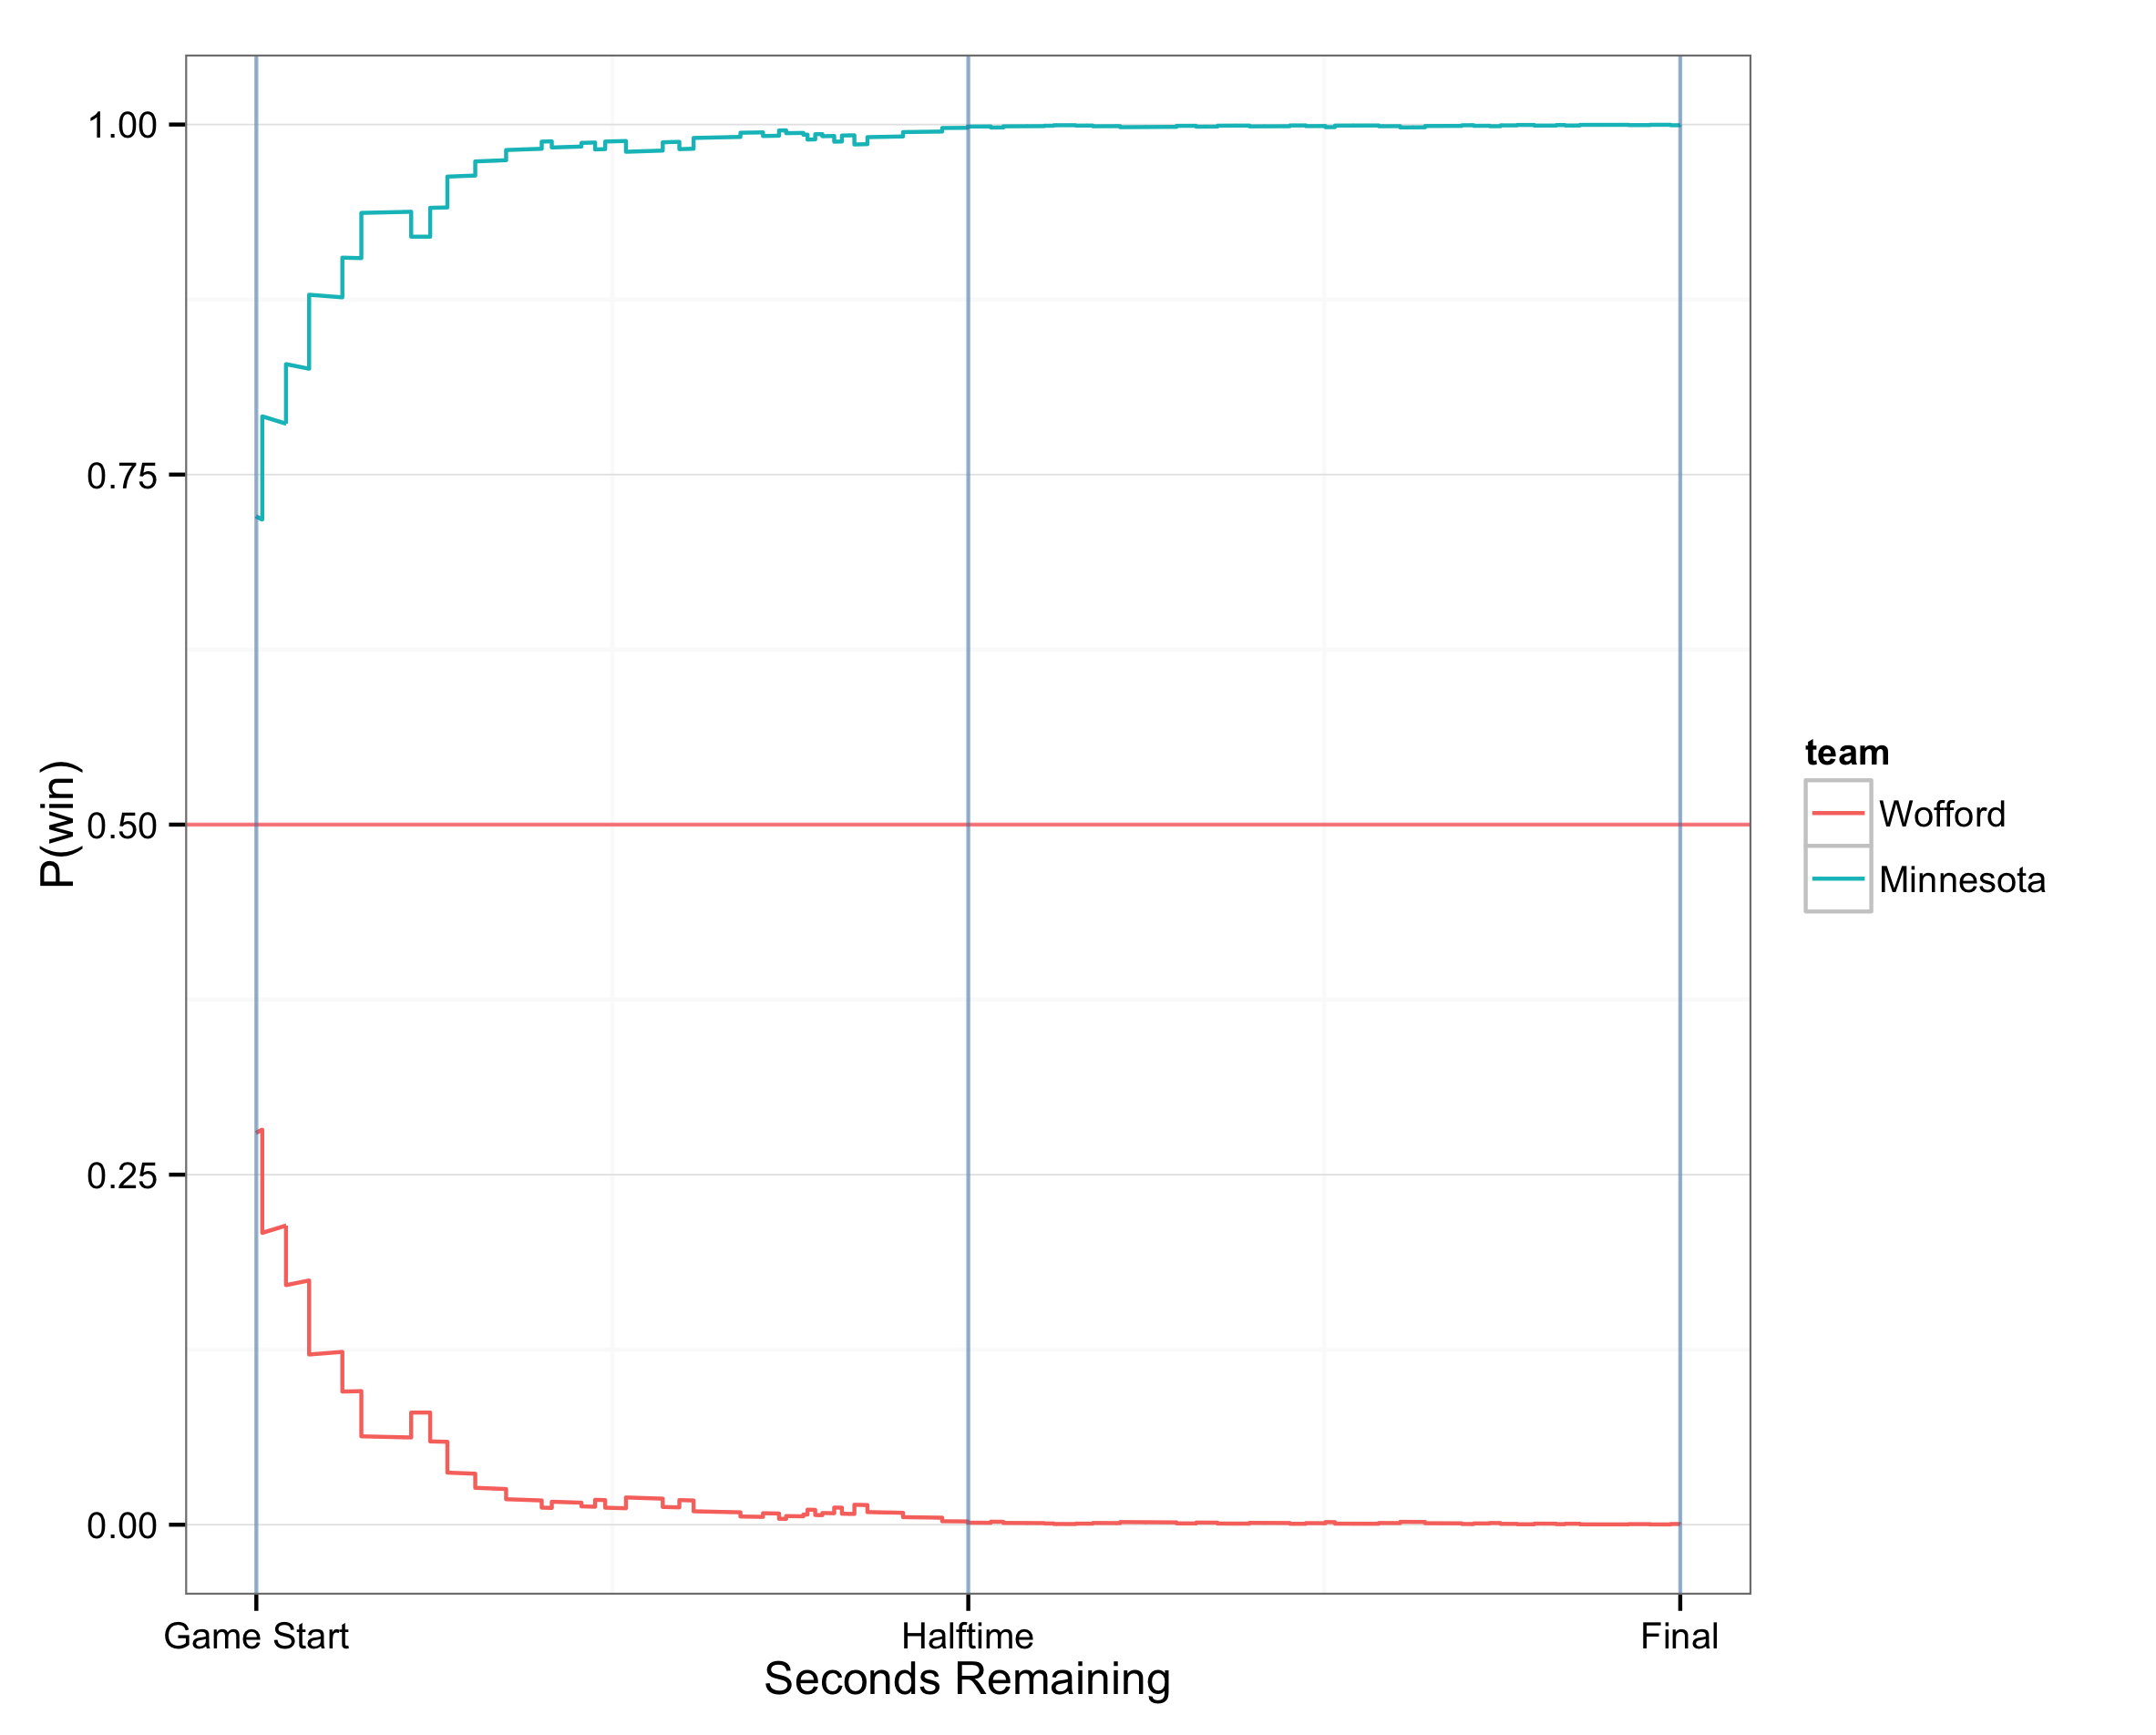 1.00
0.75
0.50
0.25
0.00
P(win)
Game Start
Halftime
Final
Seconds Remaining
team
Wofford
Minnesota